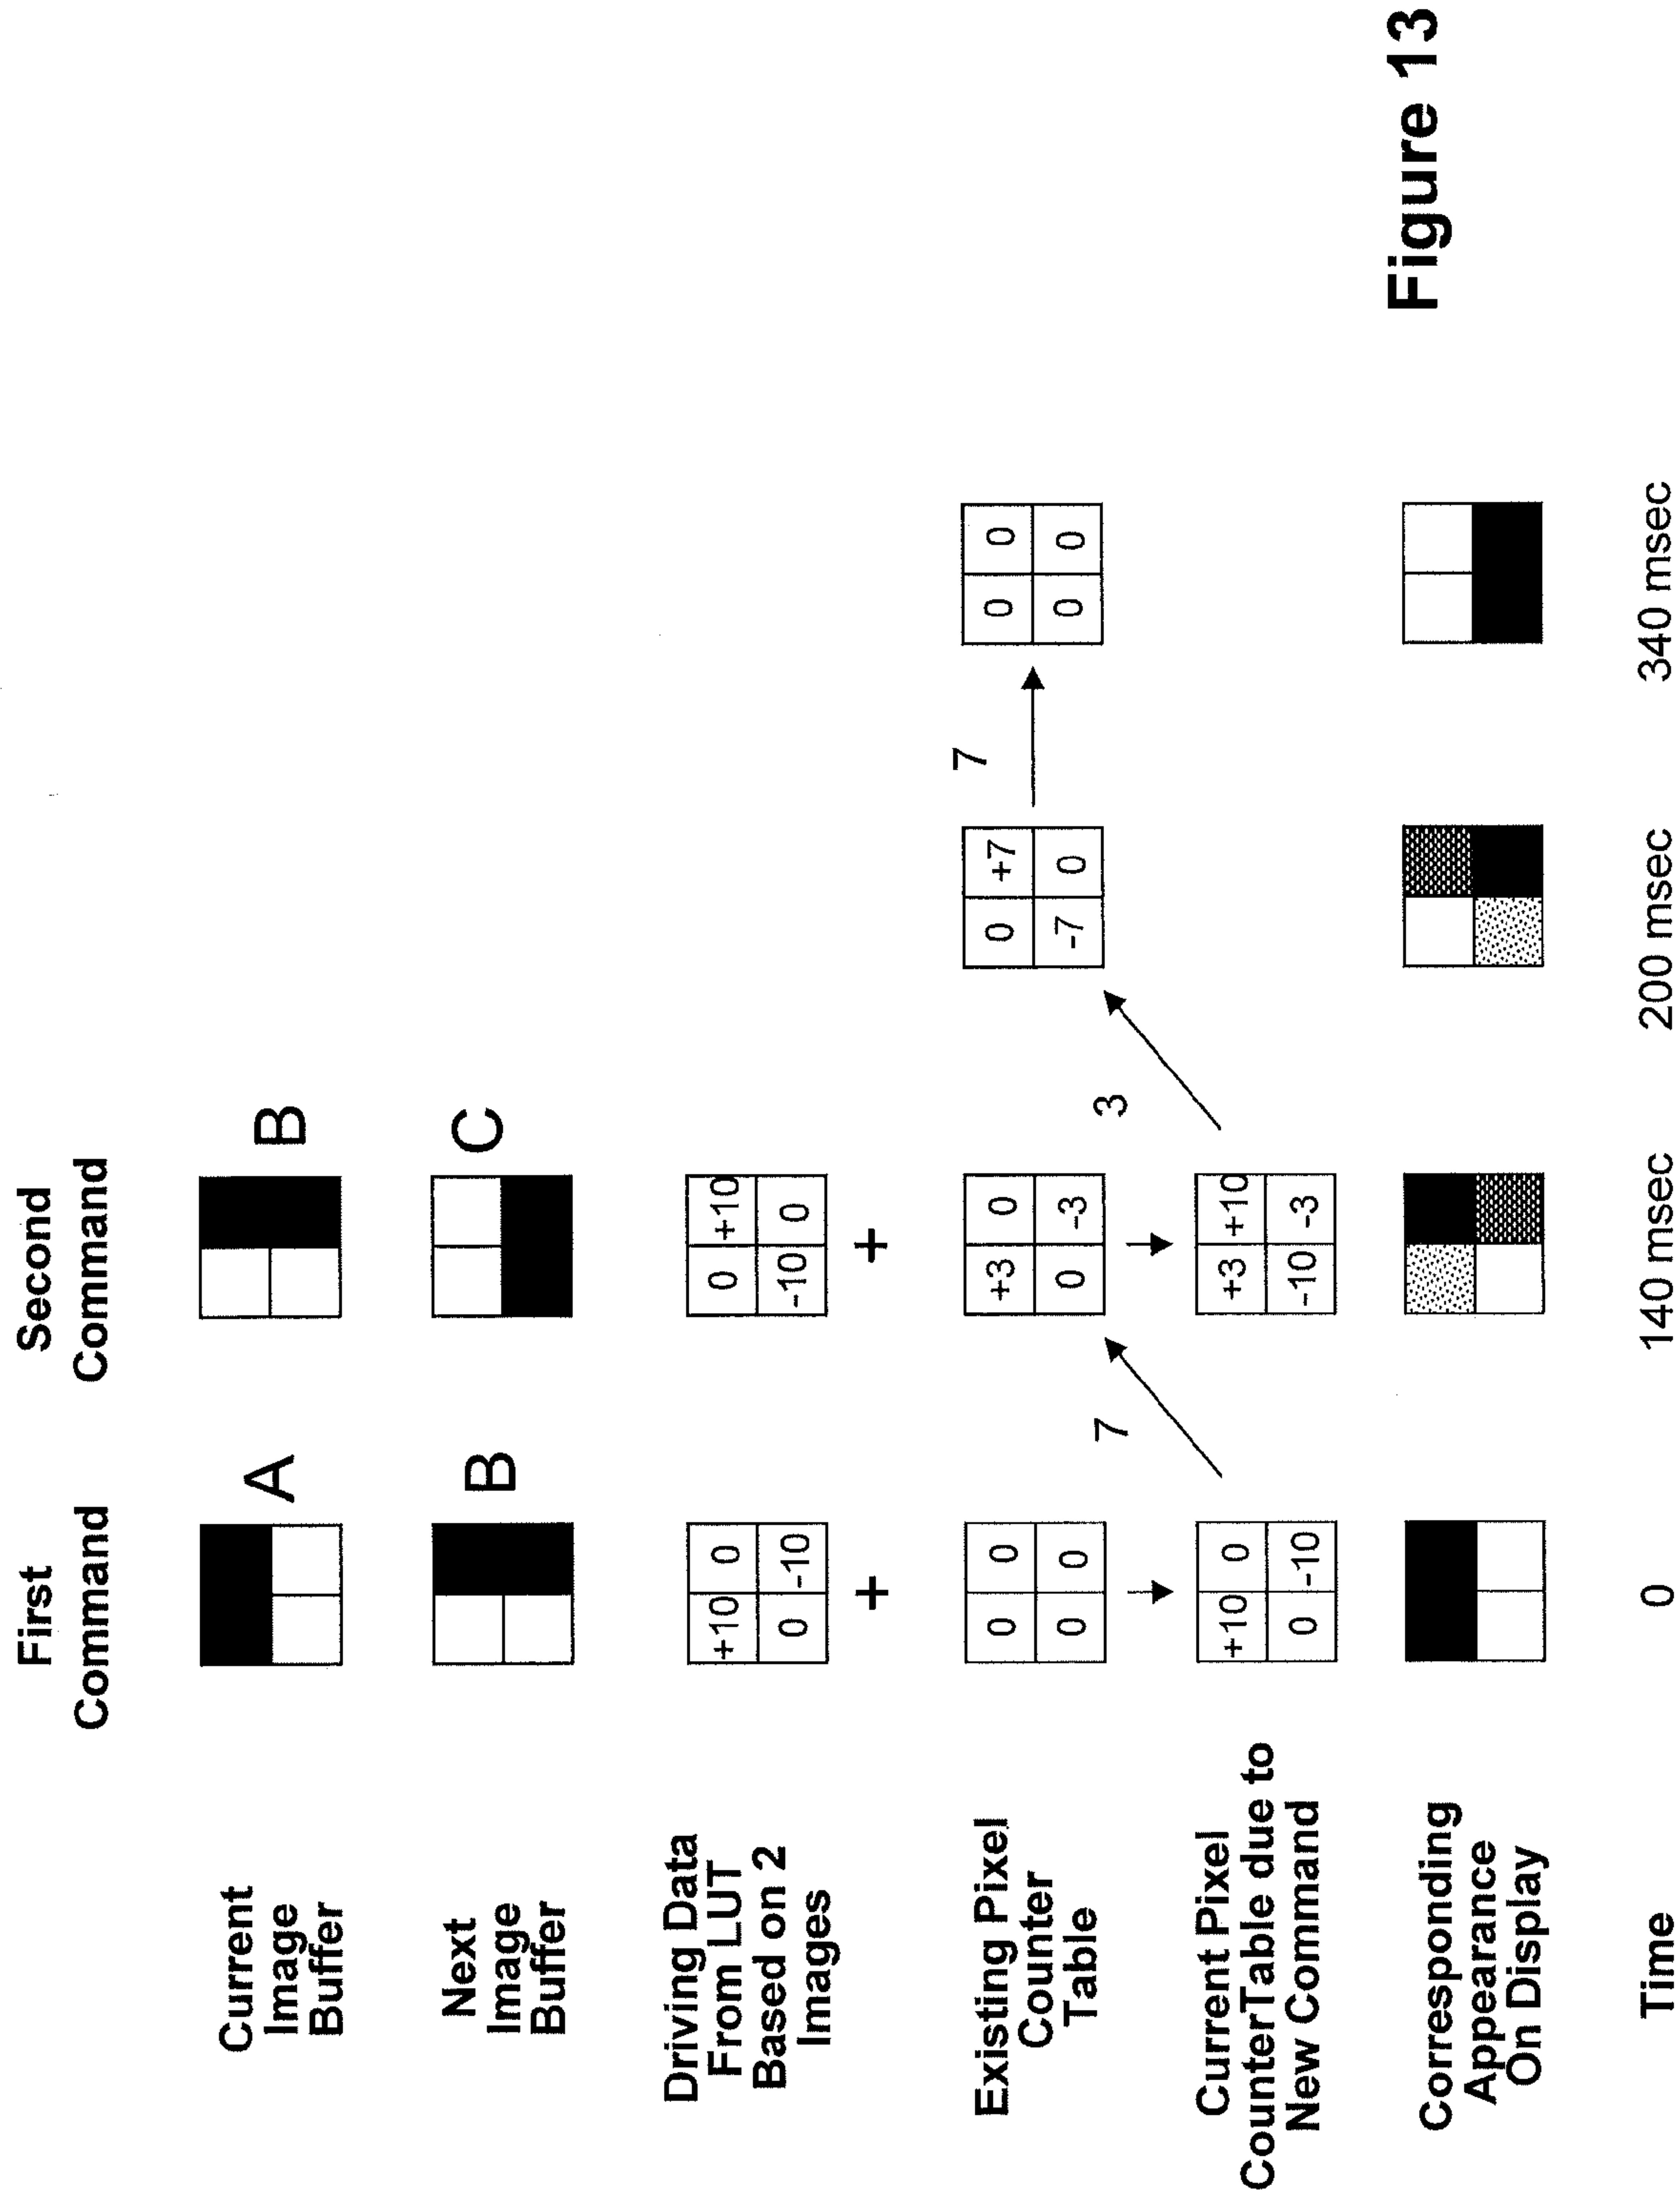 First
Command
Second
Command
Current
Image
Buffer
A
B
Next
Image
Buffer
B
C
Driving Data
From LUT
Based on 2
Images
+10 0
0 -10
0 +10
-10 0
+
+
Existing Pixel
Counter
Table
0 0
0 0
+3 0
0 -3
0 +7
-7 0
7
0 0
0 0
7
3
Current Pixel
CounterTable due to
New Command
+10 0
0 -10
+3 +10
-10 -3
Corresponding
Appearance
On Display
Time
0
140 msec
200 msec
340 msec
Figure 13